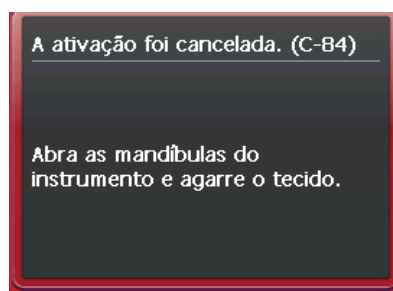 A ativação foi cancelada. (C-84)
Abra as mandíbulas do
instrumento e agarre o tecido.